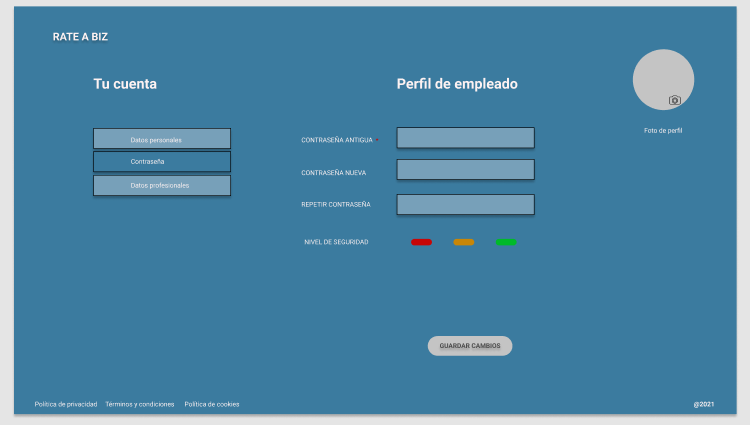 RATE A BIZ
Tu cuenta
Perfil de empleado
Datos personales
Contraseña
Datos profesionales
CONTRASEÑA ANTIGUA
CONTRASEÑA NUEVA
REPETIR CONTRASEÑA
NIVEL DE SEGURIDAD
Foto de perfil
GUARDAR CAMBIOS
Política de privacidad Términos y condiciones Política de cookies @2021